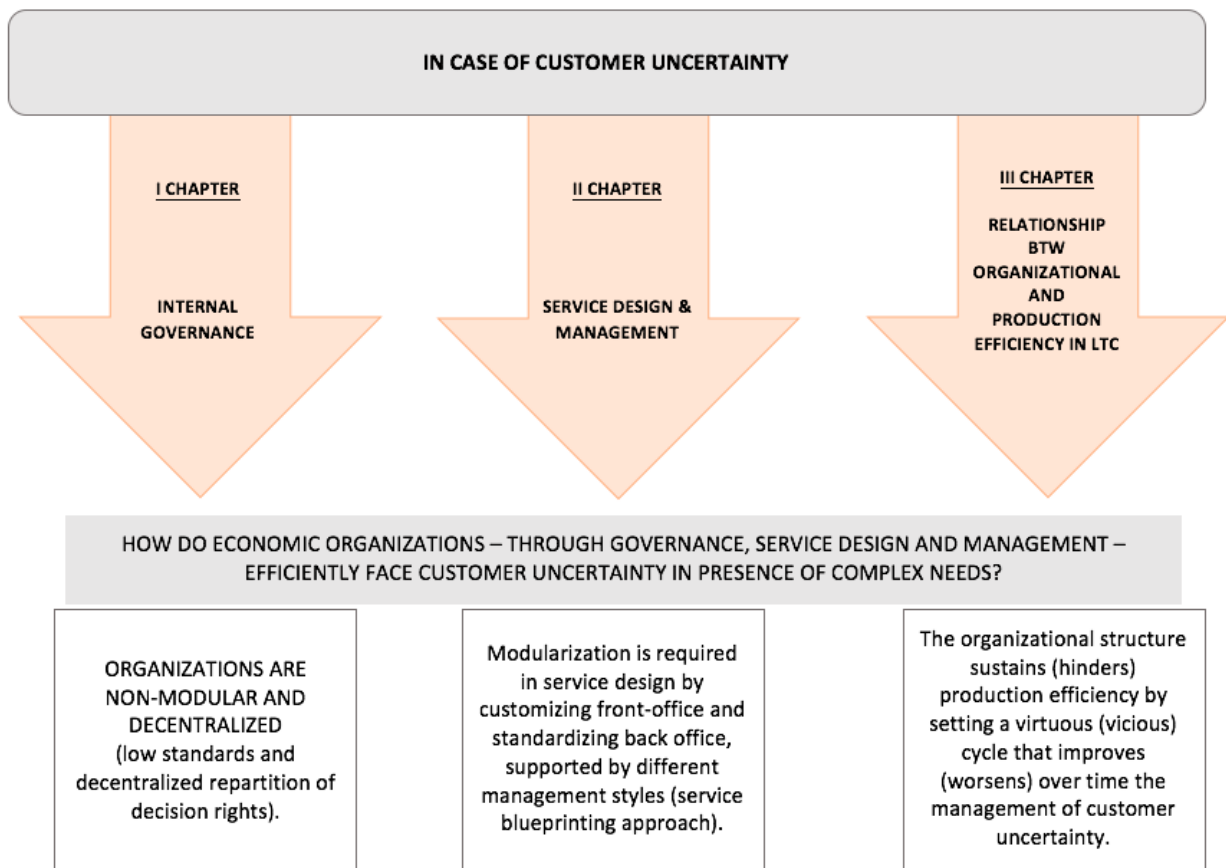 IN CASE OF CUSTOMER UNCERTAINTY
I CHAPTER
INTERNAL
GOVERNANCE
II CHAPTER
SERVICE DESIGN &
MANAGEMENT
III CHAPTER
RELATIONSHIP
BTW
ORGANIZATIONAL
AND
PRODUCTION
EFFICIENCY IN LTC
HOW DO ECONOMIC ORGANIZATIONS – THROUGH GOVERNANCE, SERVICE DESIGN AND MANAGEMENT –
EFFICIENTLY FACE CUSTOMER UNCERTAINTY IN PRESENCE OF COMPLEX NEEDS?
ORGANIZATIONS ARE
NON-MODULAR AND
DECENTRALIZED
(low standards and
decentralized repartition of
decision rights).
Modularization is required
in service design by
customizing front-office and
standardizing back office,
supported by different
management styles (service
blueprinting approach).
The organizational structure
sustains (hinders)
production efficiency by
setting a virtuous (vicious)
cycle that improves
(worsens) over time the
management of customer
uncertainty.